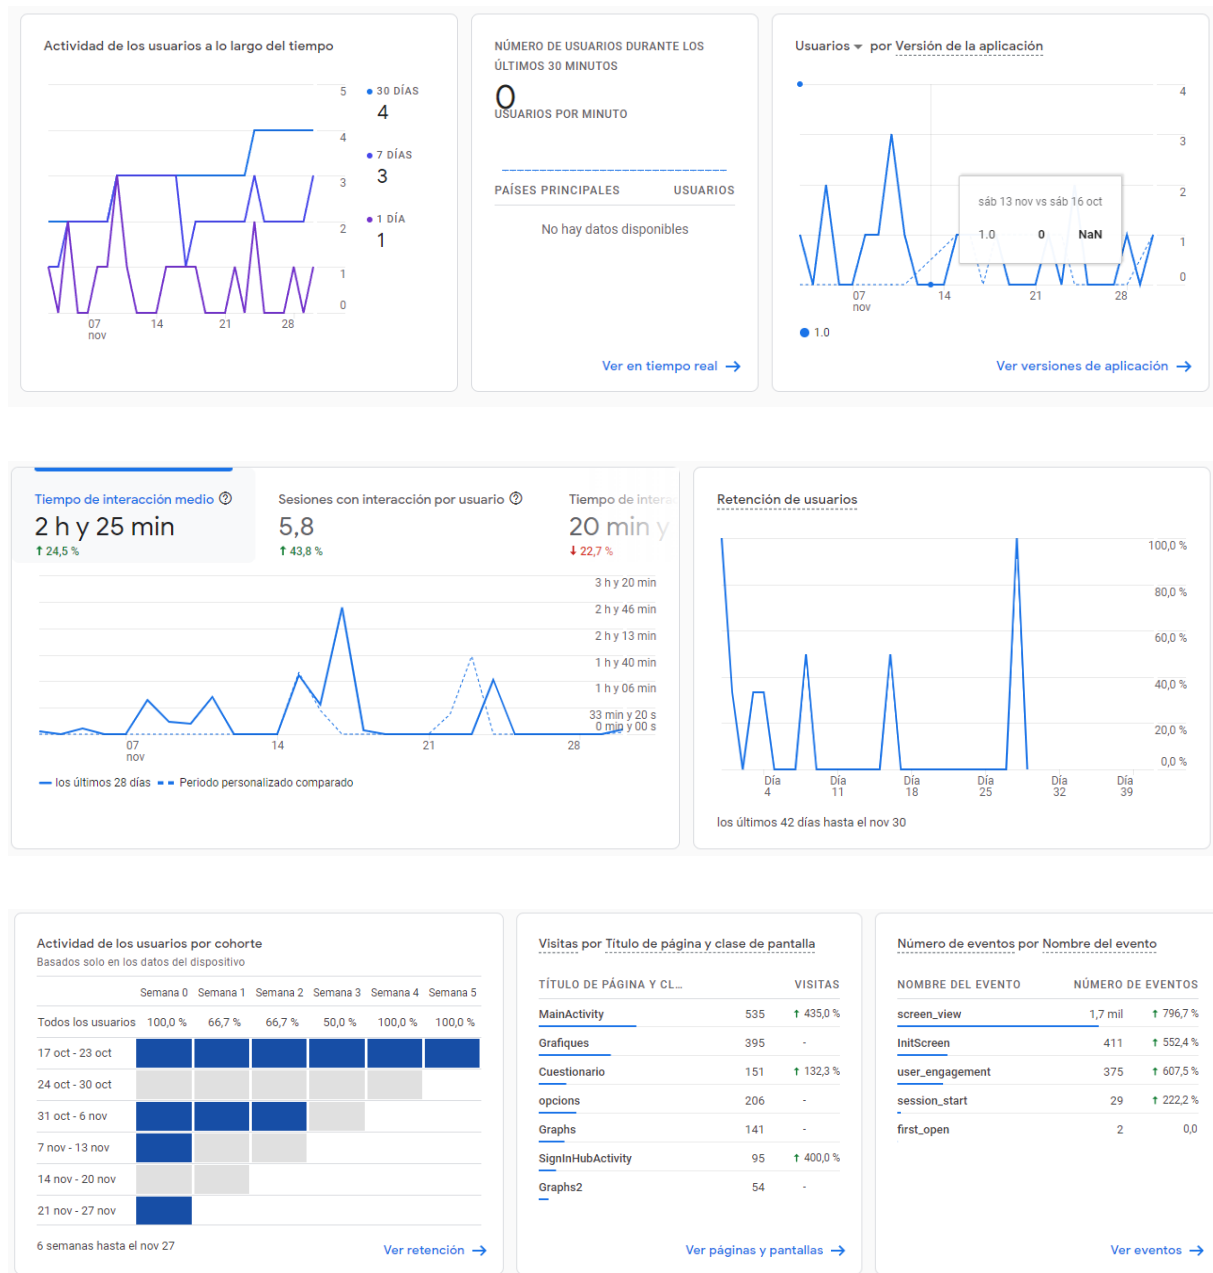 Actividad de los usuarios a lo largo del tiempo
5
4
3
2
1
0
07
nov
14
21
28
30 DÍAS
4
7 DÍAS
3
1 DÍA
1
NÚMERO DE USUARIOS DURANTE LOS
ÚLTIMOS 30 MINUTOS
0
USUARIOS POR MINUTO
PAÍSES PRINCIPALES USUARIOS
No hay datos disponibles
Ver en tiempo real
Usuarios por Versión de la aplicación
4
3
2
1
0
sáb 13 nov vs sáb 16 oct
1.0 0 NaN
07
nov
14
21
28
1.0
Ver versiones de aplicación
Tiempo de interacción medio
2 h y 25 min
24,5 %
Sesiones con interacción por usuario
5,8
43,8 %
Tiempo de intera
20 min y
22,7 %
3 h y 20 min
2 h y 46 min
2 h y 13 min
1 h y 40 min
1 h y 06 min
33 min y 20 s
0 min y 00 s
07
nov
14
21
28
los últimos 28 días Periodo personalizado comparado
Retención de usuarios
100,0 %
80,0 %
60,0 %
40,0 %
20,0 %
0,0 %
Día
4
Día
11
Día
18
Día
25
Día
32
Día
39
los últimos 42 días hasta el nov 30
Actividad de los usuarios por cohorte
Basados solo en los datos del dispositivo
Semana 0 Semana 1 Semana 2 Semana 3 Semana 4 Semana 5
Todos los usuarios 100,0 % 66,7 % 66,7 % 50,0 % 100,0 % 100,0 %
17 oct - 23 oct
24 oct - 30 oct
31 oct - 6 nov
7 nov - 13 nov
14 nov - 20 nov
21 nov - 27 nov
6 semanas hasta el nov 27
Ver retención
Visitas por Título de página y clase de pantalla
TÍTULO DE PÁGINA Y CL... VISITAS
MainActivity 535 435,0 %
Grafiques 395 -
Cuestionario 151 132,3 %
opcions 206 -
Graphs 141 -
SignInHubActivity 95 400,0 %
Graphs2 54 -
Ver páginas y pantallas
Número de eventos por Nombre del evento
NOMBRE DEL EVENTO NÚMERO DE EVENTOS
screen_view 1,7 mil 796,7 %
InitScreen 411 552,4 %
user_engagement 375 607,5 %
session_start 29 222,2 %
first_open 2 0,0
Ver eventos